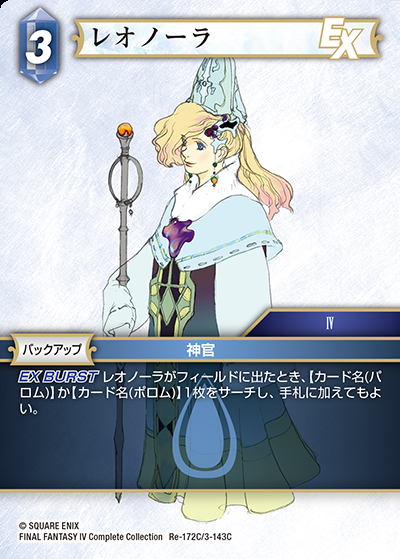 3
レオノーラ
EX
IV
バックアップ
神官
EX BURST レオノーラがフィールドに出たとき、【カード名(パ
ロム)】か【カード名(ポロム)】1枚をサーチし、手札に加えてもよ
い。
© SQUARE ENIX
FINAL FANTASY IV Complete Collection Re-172C/3-143C